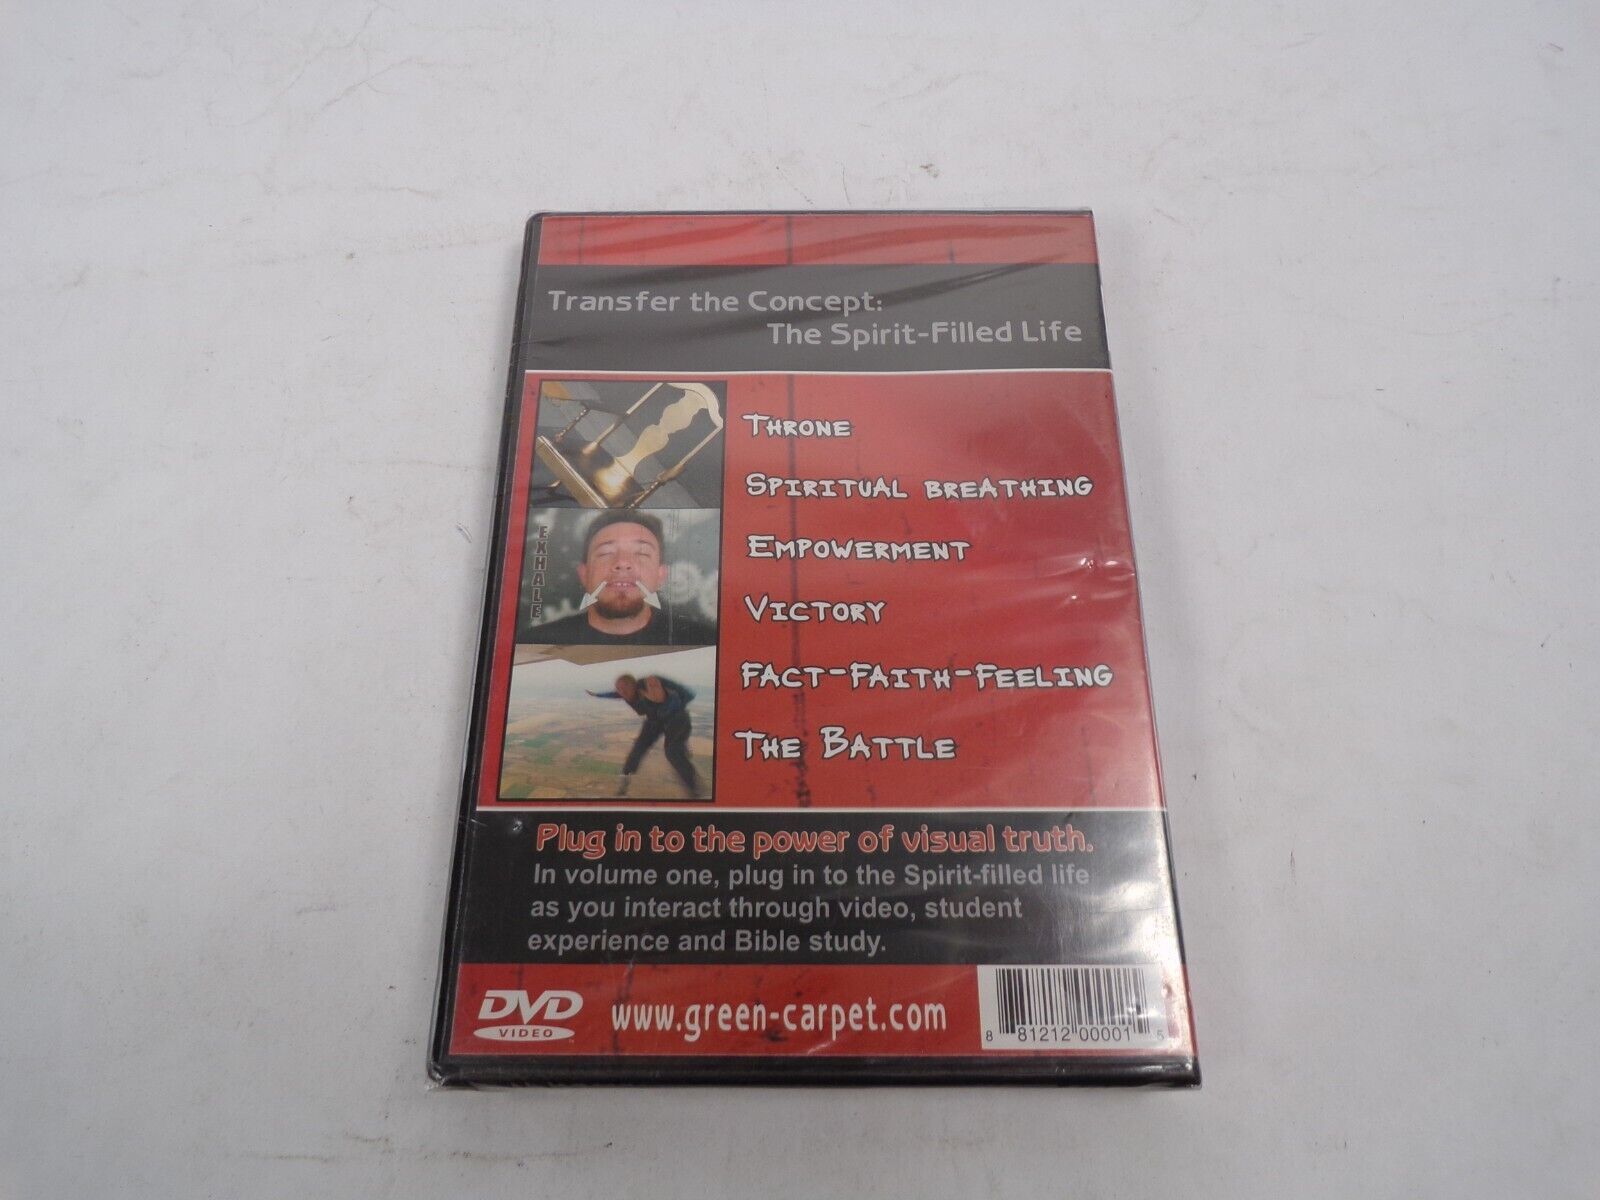 Transfer the Concept:
The Spirit-Filled Life
THRONE
SPIRITUAL BREATHING
EMPOWERMENT
VICTORY
FACT-FAITH-FEELING
THE BATTLE
EXHALE
Plug in to the power of visual truth.
In volume one, plug in to the Spirit-filled life
as you interact through video, student
experience and Bible study.
DVD
VIDEO
www.green-carpet.com
8 81212 00001 5